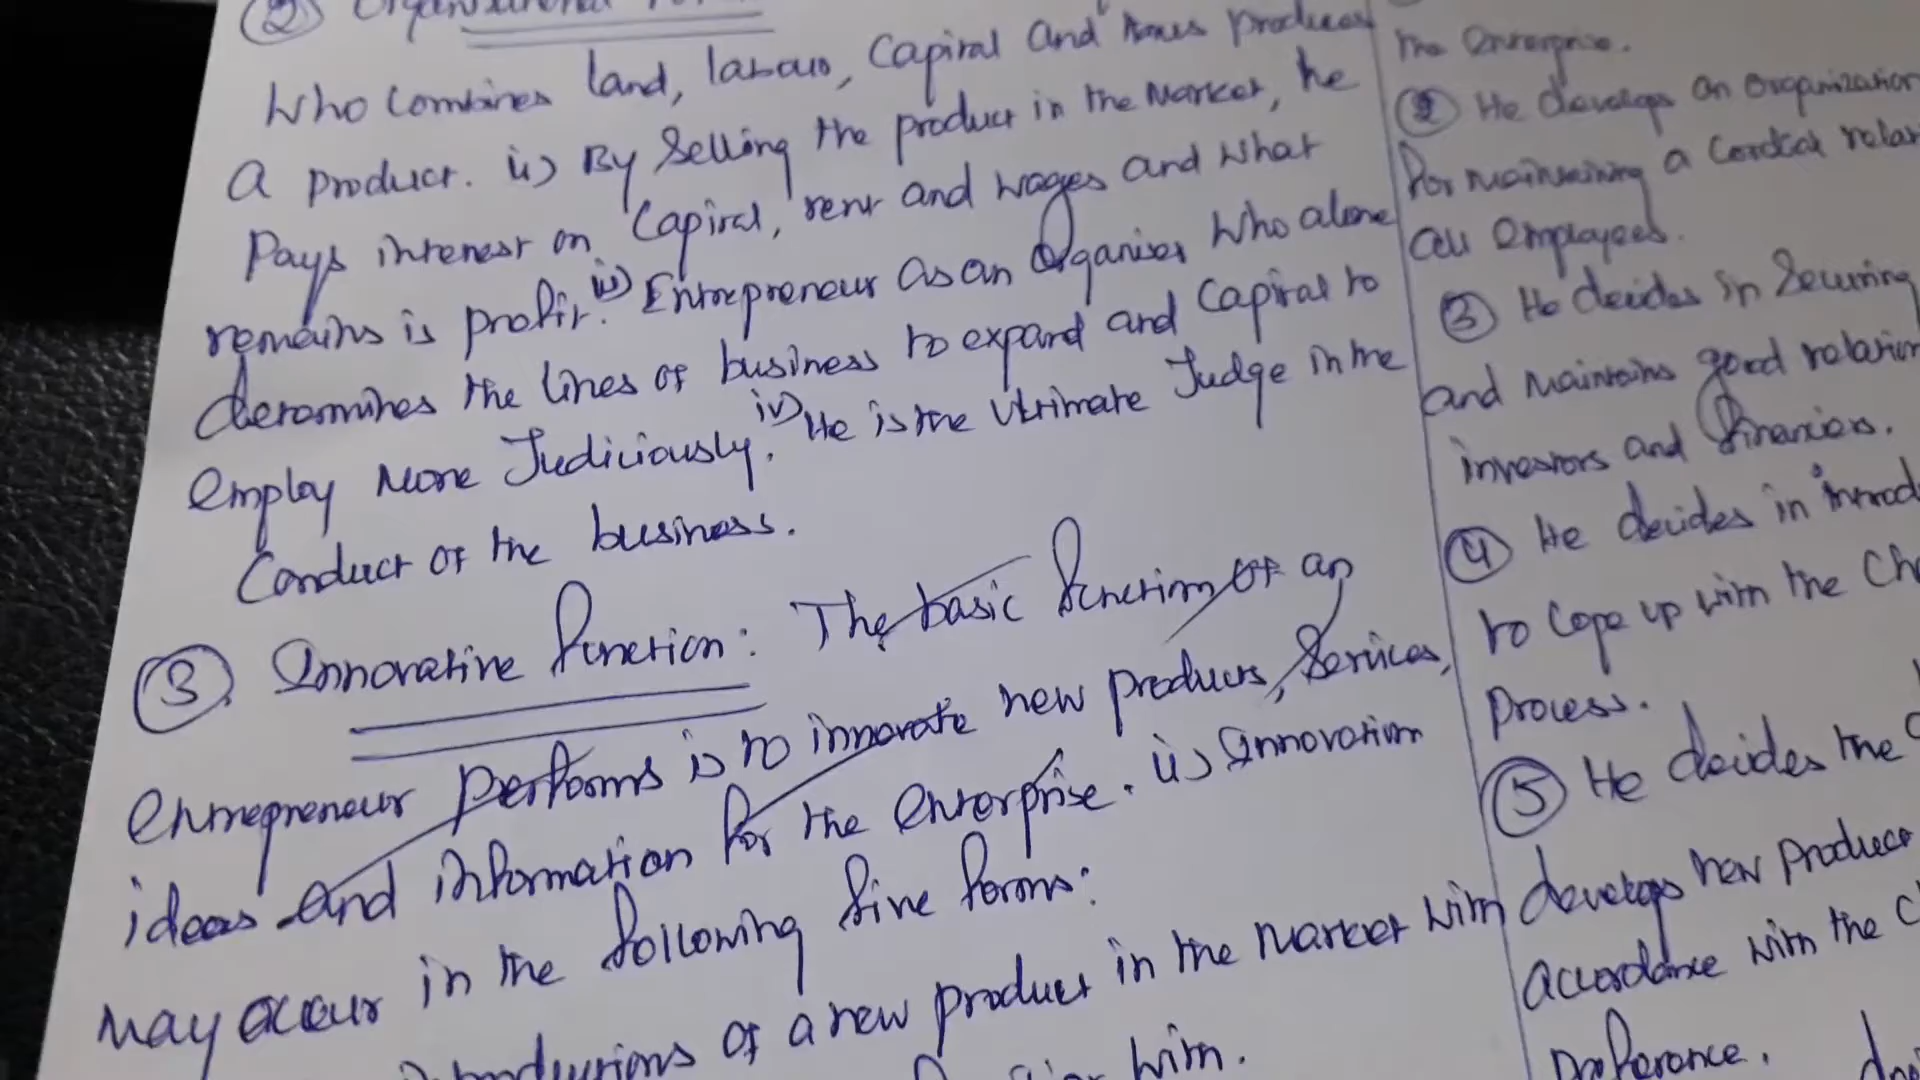 ② Organisational
Who Combines land, labour, Capital and thus produces
a product. ii) By Selling the product in the Market, he
Pays interest on Capital, rent and wages and what
remains is profit. iii) Entrepreneur as an Organiser Who alone
determines the lines of business to expand and Capital to
employ More Judiciously. iv) He is the Ultimate Judge in the
Conduct of the business.
③. Innovative function: The basic function of an
entrepreneur performs is to innovate new products, Services,
ideas and information for the enterprise. ii) Innovation
May occur in the following five forms:
of a new product in the Market With
with.
the Enterprise.
② He develops an organization
for maintaining a Cordial
all employees.
③ He decides in Securing
and Maintains good
investors and financiers.
④ He decides in
to Cope up with the
process.
⑤ He decides the
develops new product
accordance with the
Preference.